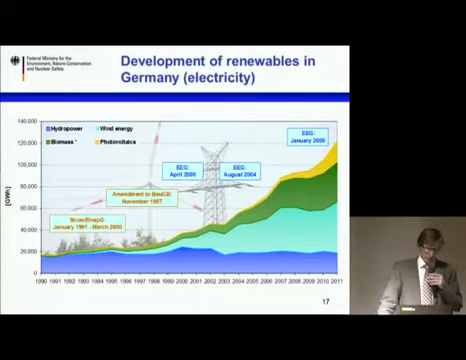 Federal Ministry for the
Environment, Nature Conservation
and Nuclear Safety
Development of renewables in
Germany (electricity)
140,000
120,000
100,000
80,000
60,000
40,000
20,000
0
[GWh]
Hydropower
Wind energy
Biomass *
Photovoltaics
EEG:
January 2009
EEG:
April 2000
EEG:
August 2004
Amendment to BauGB:
November 1997
StromEinspG:
January 1991 - March 2000
1990 1991 1992 1993 1994 1995 1996 1997 1998 1999 2000 2001 2002 2003 2004 2005 2006 2007 2008 2009 2010 2011
17